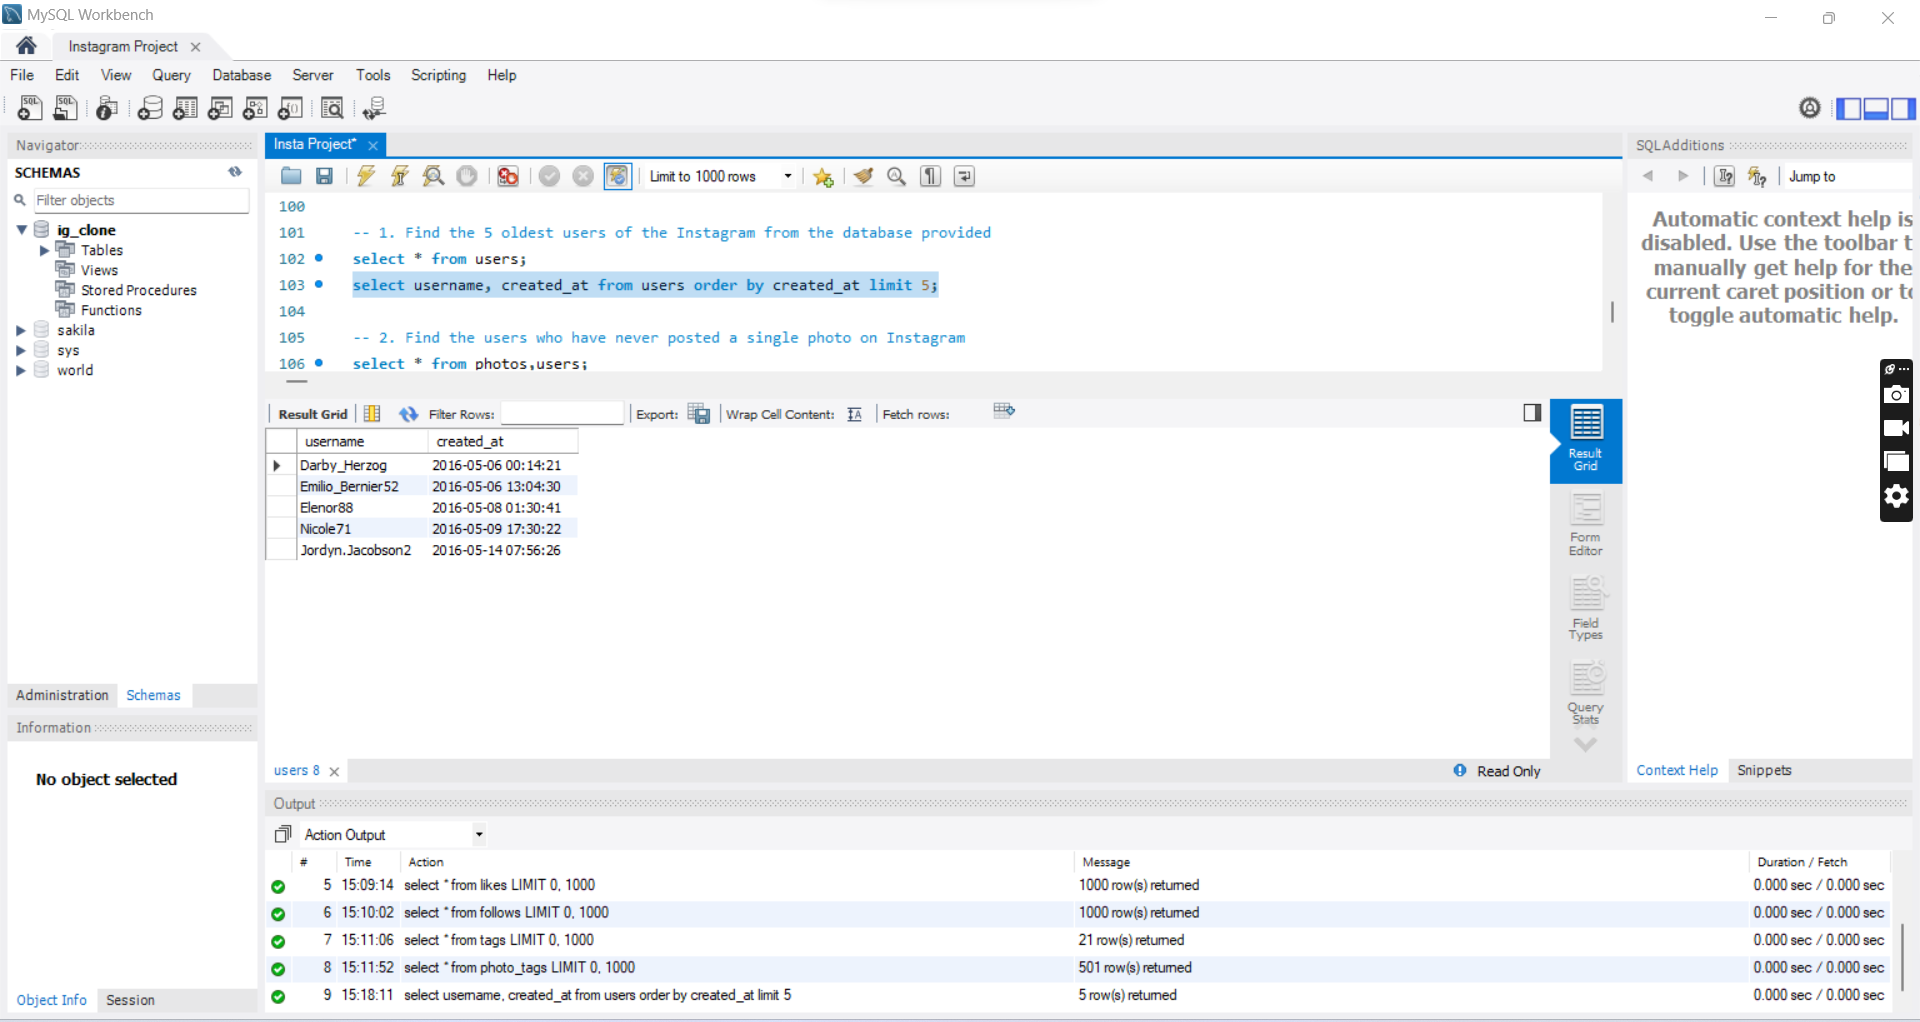 MySQL Workbench
Instagram Project
File Edit View Query Database Server Tools Scripting Help
Navigator
SCHEMAS
Filter objects
ig_clone
Tables
Views
Stored Procedures
Functions
sakila
sys
world
Administration Schemas
Information
No object selected
Object Info Session
Insta Project*
Limit to 1000 rows
100
101 -- 1. Find the 5 oldest users of the Instagram from the database provided
102 select * from users;
103 select username, created_at from users order by created_at limit 5;
104
105 -- 2. Find the users who have never posted a single photo on Instagram
106 select * from photos,users;
Result Grid Filter Rows: Export: Wrap Cell Content: Fetch rows:
username created_at
Darby_Herzog 2016-05-06 00:14:21
Emilio_Bernier52 2016-05-06 13:04:30
Elenor88 2016-05-08 01:30:41
Nicole71 2016-05-09 17:30:22
Jordyn.Jacobson2 2016-05-14 07:56:26
Result
Grid
Form
Editor
Field
Types
Query
Stats
users 8
Read Only
SQLAdditions
Jump to
Automatic context help is
disabled. Use the toolbar t
manually get help for the
current caret position or to
toggle automatic help.
Context Help Snippets
Output
Action Output
# Time Action Message Duration / Fetch
5 15:09:14 select * from likes LIMIT 0, 1000 1000 row(s) returned 0.000 sec / 0.000 sec
6 15:10:02 select * from follows LIMIT 0, 1000 1000 row(s) returned 0.000 sec / 0.000 sec
7 15:11:06 select * from tags LIMIT 0, 1000 21 row(s) returned 0.000 sec / 0.000 sec
8 15:11:52 select * from photo_tags LIMIT 0, 1000 501 row(s) returned 0.000 sec / 0.000 sec
9 15:18:11 select username, created_at from users order by created_at limit 5 5 row(s) returned 0.000 sec / 0.000 sec